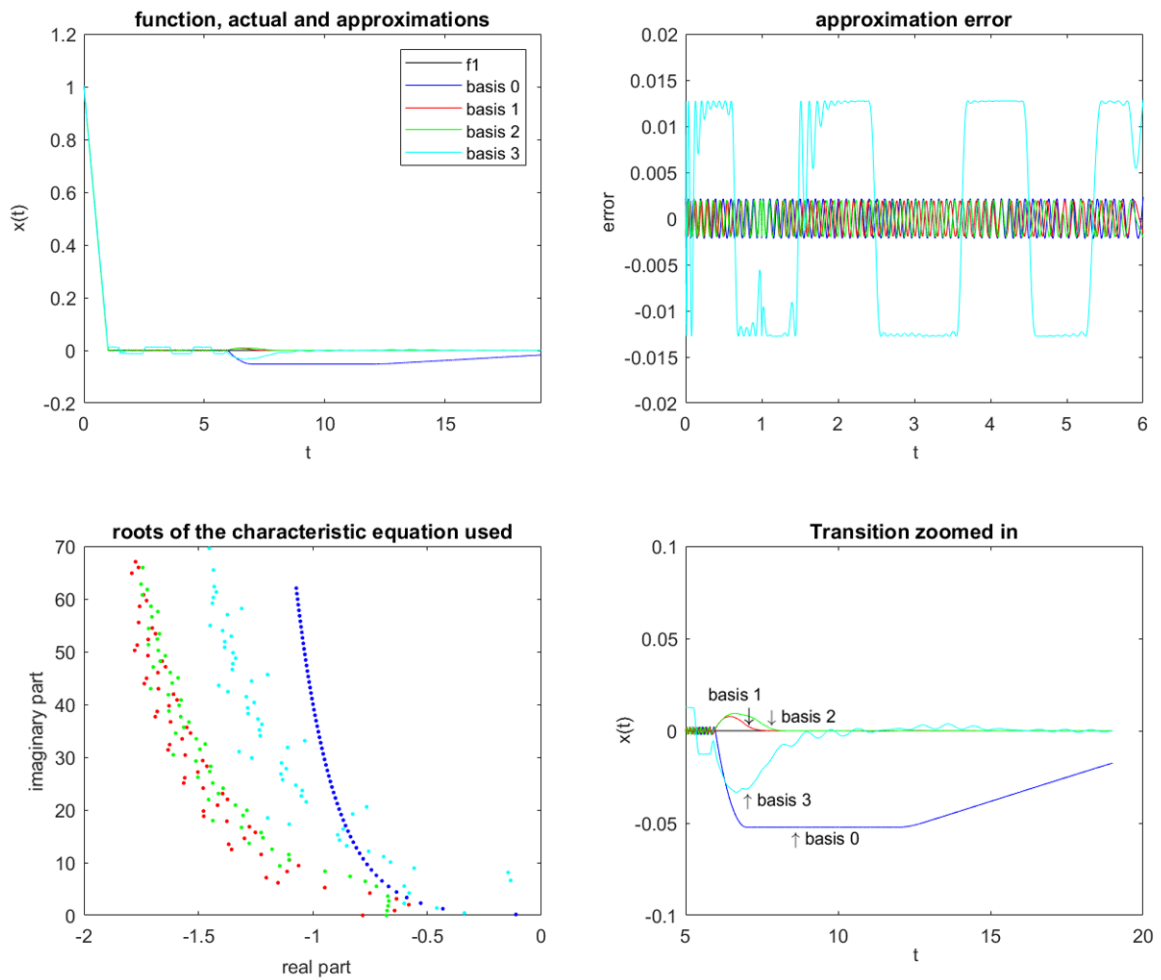 function, actual and approximations
x(t)
1.2
1
0.8
0.6
0.4
0.2
0
-0.2
f1
basis 0
basis 1
basis 2
basis 3
0 5 10 15
t
approximation error
error
0.02
0.015
0.01
0.005
0
-0.005
-0.01
-0.015
-0.02
0 1 2 3 4 5 6
t
roots of the characteristic equation used
imaginary part
70
60
50
40
30
20
10
0
-2 -1.5 -1 -0.5 0
real part
Transition zoomed in
x(t)
0.1
0.05
0
-0.05
-0.1
basis 1
↓ ↓ basis 2
↑ basis 3
↑ basis 0
5 10 15 20
t